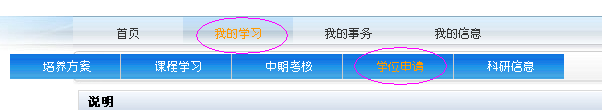 首页 我的学习 我的事务 我的信息
培养方案 课程学习 中期考核 学位申请 科研信息
说明